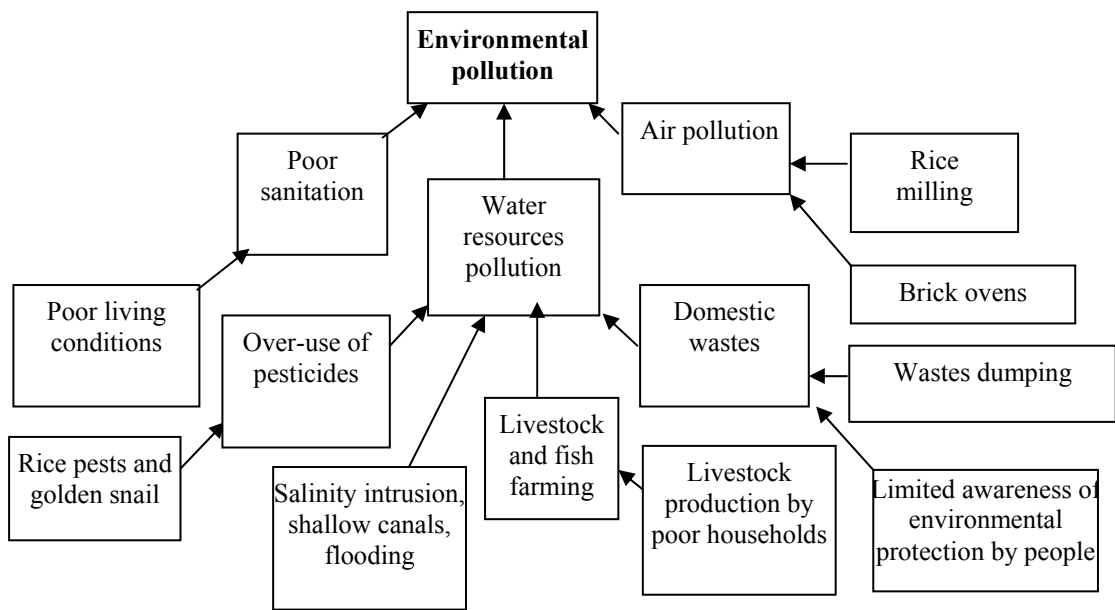 Environmental
pollution
Air pollution
Poor
sanitation
Rice
milling
Water
resources
pollution
Brick ovens
Poor living
conditions
Domestic
wastes
Over-use of
pesticides
Wastes dumping
Livestock
and fish
farming
Rice pests and
golden snail
Livestock
production by
poor households
Salinity intrusion,
shallow canals,
flooding
Limited awareness of
environmental
protection by people